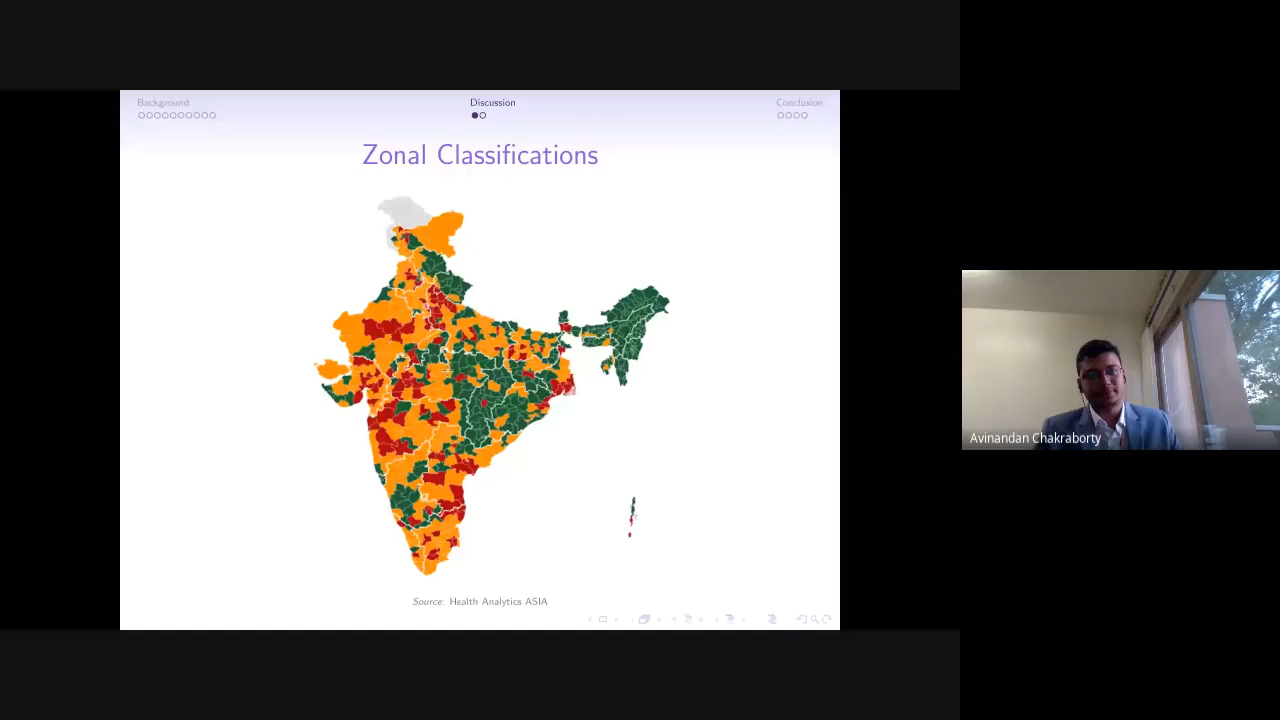 Background
Discussion
Conclusion
Zonal Classifications
Source: Health Analytics ASIA
Avinandan Chakraborty